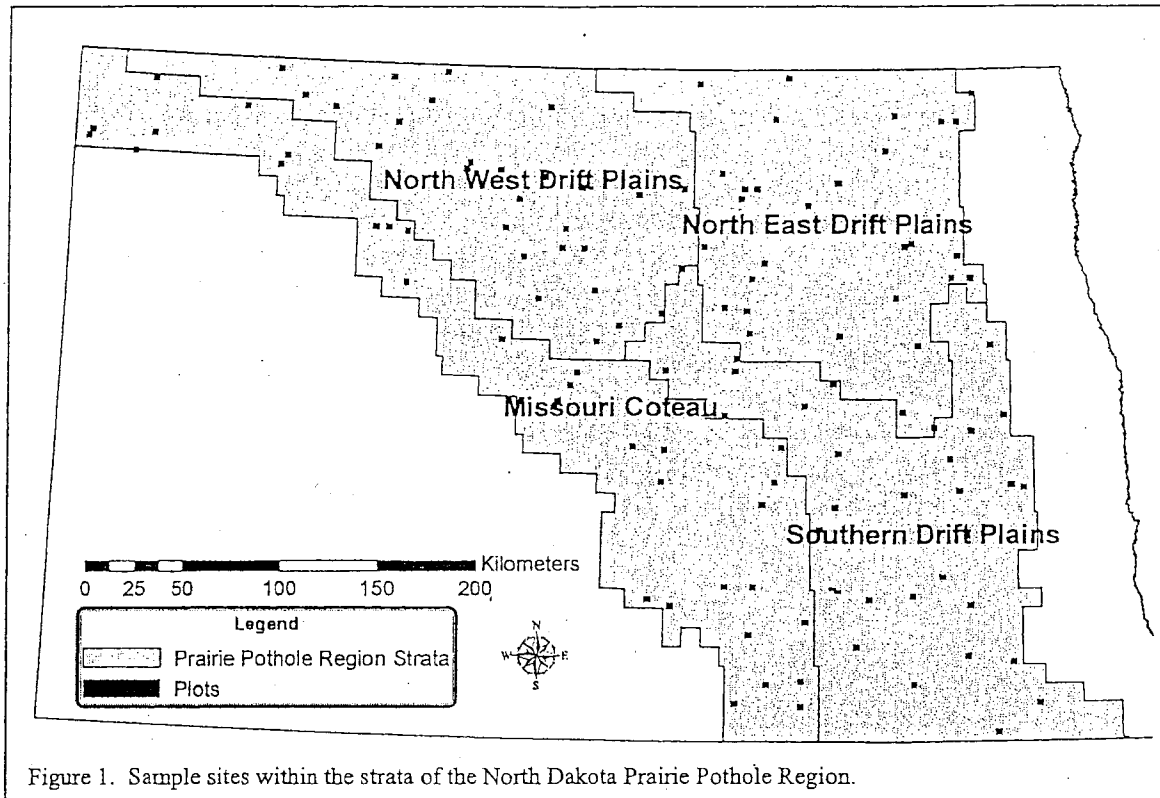 North West Drift Plains
North East Drift Plains
Missouri Coteau
Southern Drift Plains
Kilometers
0 25 50 100 150 200
Legend
Prairie Pothole Region Strata
Plots
N
W E
S
Figure 1. Sample sites within the strata of the North Dakota Prairie Pothole Region.